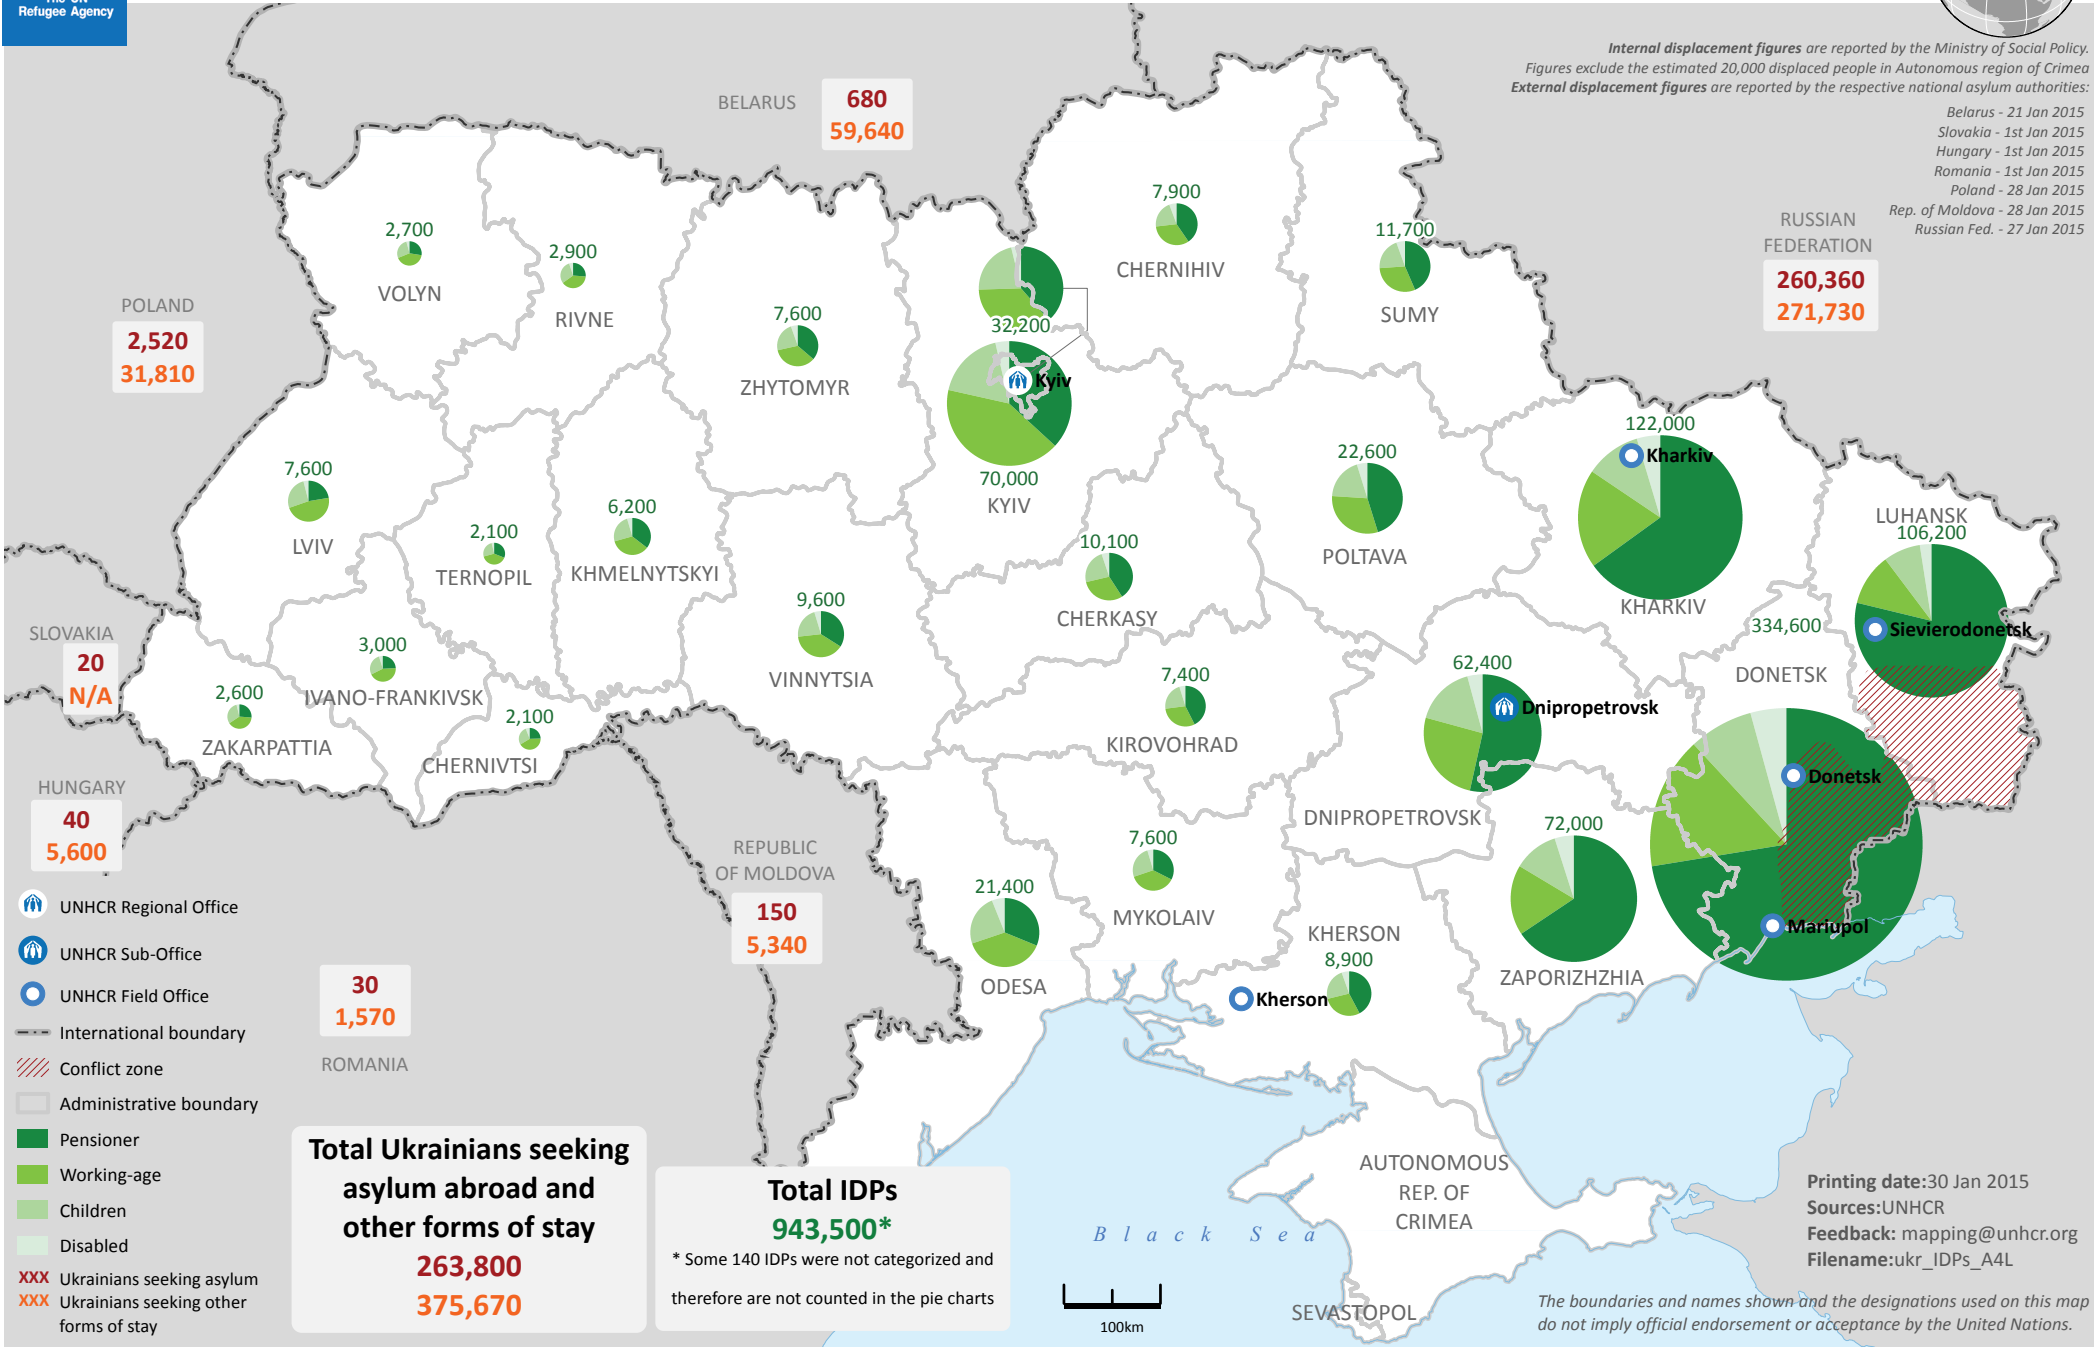 The UN
Refugee Agency
Internal displacement figures are reported by the Ministry of Social Policy.
Figures exclude the estimated 20,000 displaced people in Autonomous region of Crimea
External displacement figures are reported by the respective national asylum authorities:
Belarus - 21 Jan 2015
Slovakia - 1st Jan 2015
Hungary - 1st Jan 2015
Romania - 1st Jan 2015
Poland - 28 Jan 2015
Rep. of Moldova - 28 Jan 2015
Russian Fed. - 27 Jan 2015
BELARUS
680
59,640
RUSSIAN
FEDERATION
260,360
271,730
POLAND
2,520
31,810
2,700
VOLYN
2,900
RIVNE
7,600
ZHYTOMYR
32,200
Kyiv
70,000
KYIV
7,900
CHERNIHIV
11,700
SUMY
7,600
LVIV
2,100
TERNOPIL
6,200
KHMELNYTSKYI
9,600
VINNYTSIA
10,100
CHERKASY
22,600
POLTAVA
122,000
Kharkiv
KHARKIV
LUHANSK
106,200
Sievierodonetsk
334,600
DONETSK
Donetsk
Mariupol
SLOVAKIA
20
N/A
2,600
ZAKARPATTIA
3,000
IVANO-FRANKIVSK
2,100
CHERNIVTSI
7,400
KIROVOHRAD
62,400
Dnipropetrovsk
DNIPROPETROVSK
72,000
ZAPORIZHZHIA
HUNGARY
40
5,600
REPUBLIC
OF MOLDOVA
150
5,340
21,400
ODESA
7,600
MYKOLAIV
KHERSON
8,900
Kherson
30
1,570
ROMANIA
AUTONOMOUS
REP. OF
CRIMEA
SEVASTOPOL
Black Sea
100km
UNHCR Regional Office
UNHCR Sub-Office
UNHCR Field Office
International boundary
Conflict zone
Administrative boundary
Pensioner
Working-age
Children
Disabled
XXX Ukrainians seeking asylum
XXX Ukrainians seeking other
forms of stay
Total Ukrainians seeking
asylum abroad and
other forms of stay
263,800
375,670
Total IDPs
943,500*
* Some 140 IDPs were not categorized and
therefore are not counted in the pie charts
Printing date:30 Jan 2015
Sources:UNHCR
Feedback: mapping@unhcr.org
Filename:ukr_IDPs_A4L
The boundaries and names shown and the designations used on this map
do not imply official endorsement or acceptance by the United Nations.